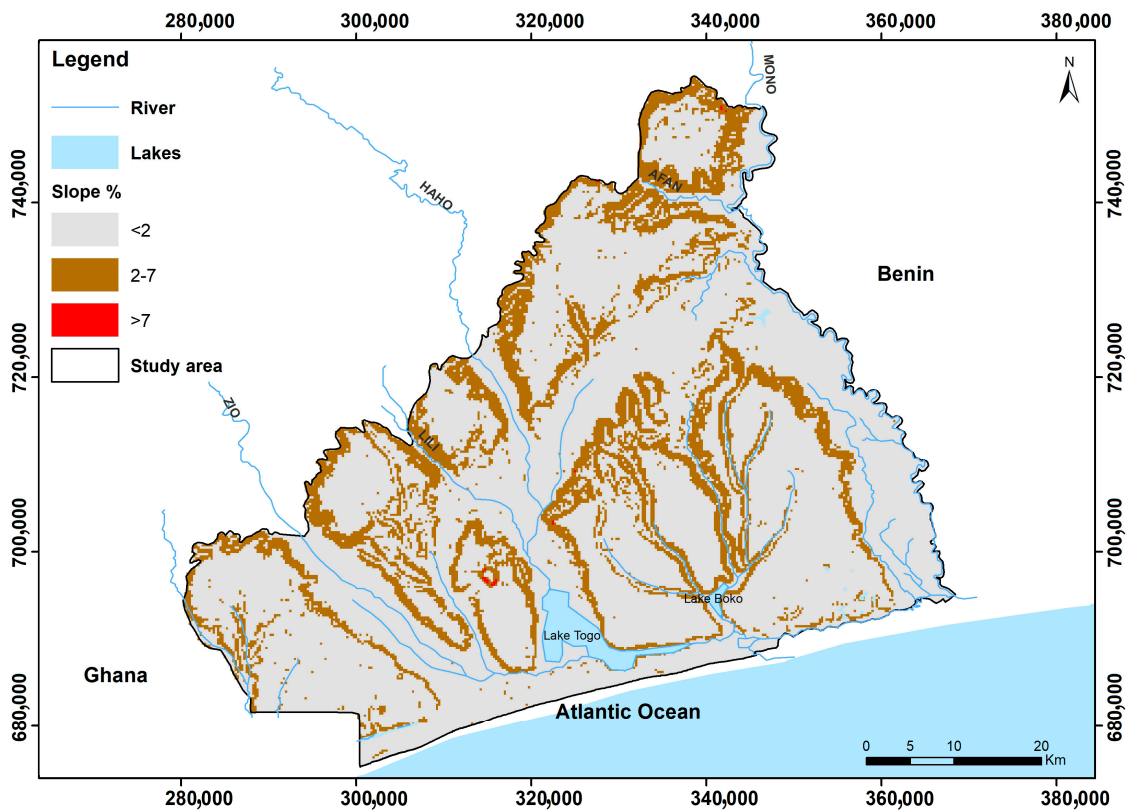 280,000 300,000 320,000 340,000 360,000 380,000
Legend
River
Lakes
Slope %
<2
2-7
>7
Study area
N
MONO
HAHO
AFAN
ZIO
LILI
Benin
Lake Boko
Lake Togo
Ghana
Atlantic Ocean
0 5 10 20
Km
740,000
720,000
700,000
680,000
740,000
720,000
700,000
680,000
280,000 300,000 320,000 340,000 360,000 380,000